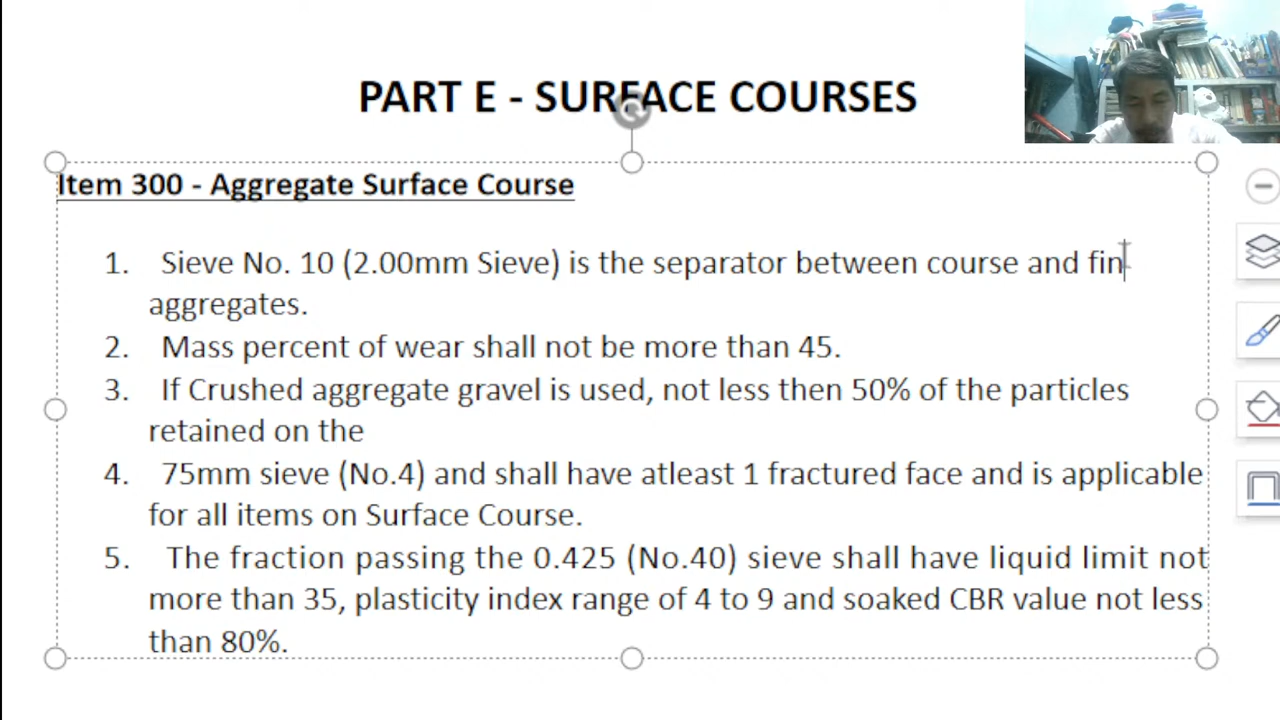 PART E - SURFACE COURSES
Item 300 - Aggregate Surface Course
1. Sieve No. 10 (2.00mm Sieve) is the separator between course and fin
aggregates.
2. Mass percent of wear shall not be more than 45.
3. If Crushed aggregate gravel is used, not less then 50% of the particles
retained on the
4. 75mm sieve (No.4) and shall have atleast 1 fractured face and is applicable
for all items on Surface Course.
5. The fraction passing the 0.425 (No.40) sieve shall have liquid limit not
more than 35, plasticity index range of 4 to 9 and soaked CBR value not less
than 80%.